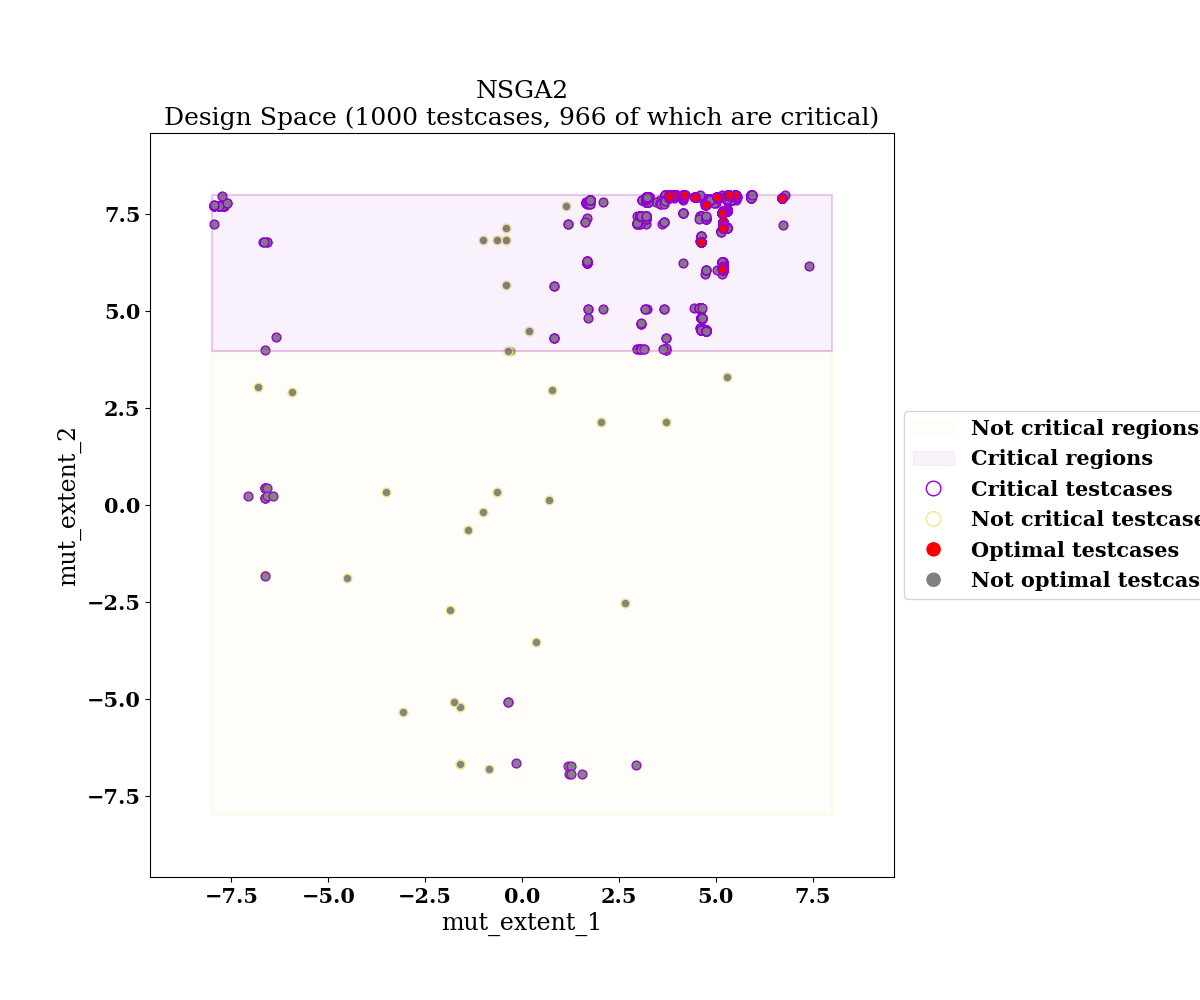 NSGA2
Design Space (1000 testcases, 966 of which are critical)
7.5
5.0
2.5
0.0
−2.5
−5.0
−7.5
mut_extent_2
−7.5 −5.0 −2.5 0.0 2.5 5.0 7.5
mut_extent_1
Not critical regions
Critical regions
Critical testcases
Not critical testcase
Optimal testcases
Not optimal testcas